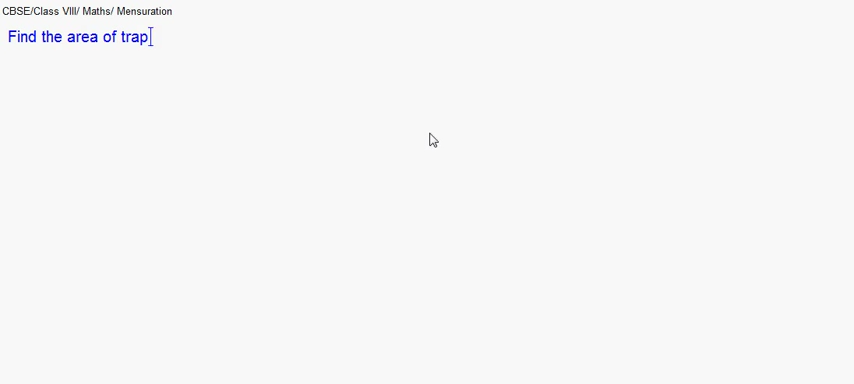 CBSE/Class VIII/ Maths/ Mensuration
Find the area of trap